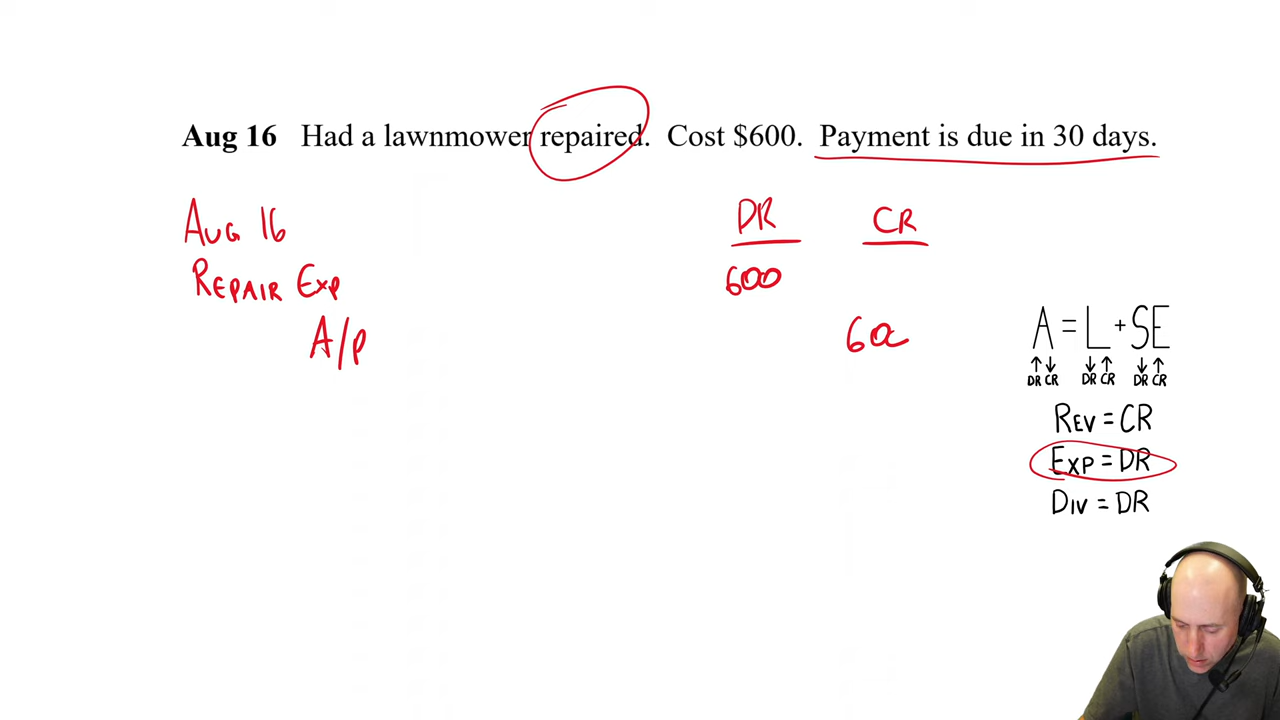 Aug 16 Had a lawnmower repaired. Cost $600. Payment is due in 30 days.
AUG 16 DR CR
REPAIR EXP 600
A/P 600
A = L + SE
DR CR DR CR DR CR
REV = CR
EXP = DR
DIV = DR